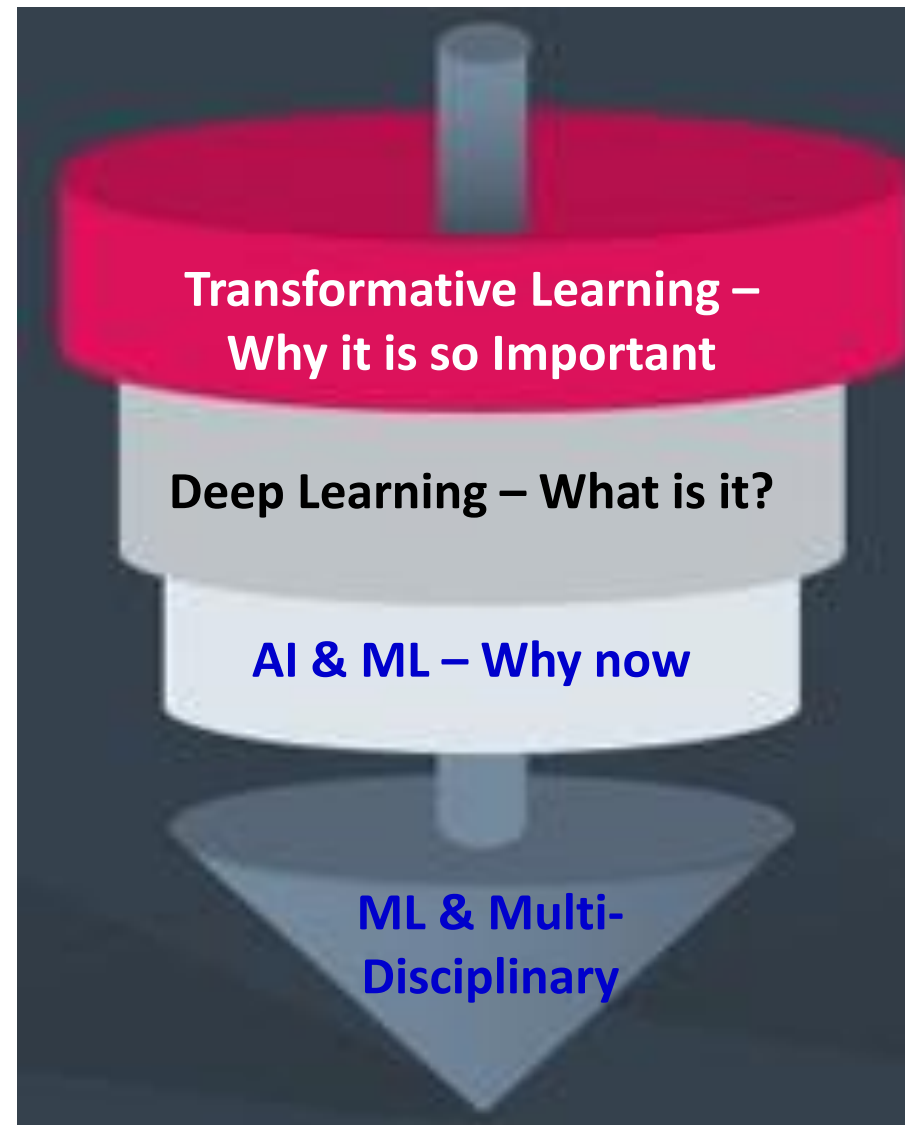 Transformative Learning –
Why it is so Important
Deep Learning – What is it?
AI & ML – Why now
ML & Multi-
Disciplinary